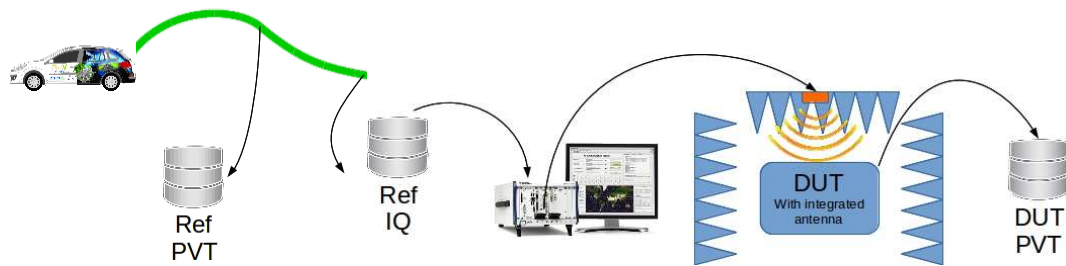 Ref
PVT
Ref
IQ
DUT
With integrated
antenna
DUT
PVT